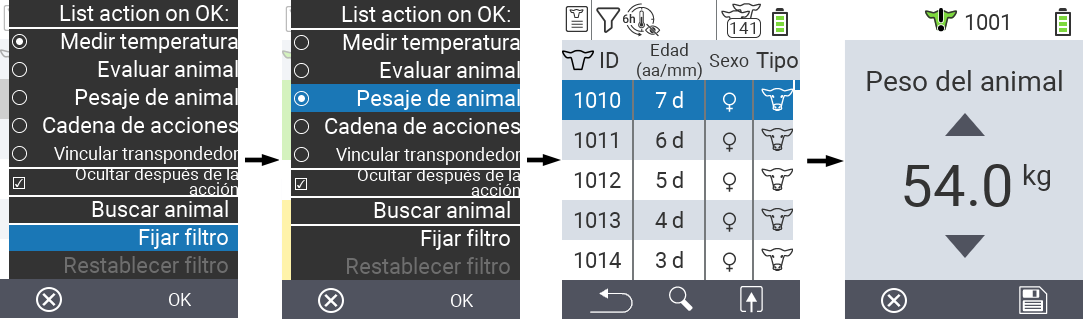 List action on OK:
Medir temperatura
Evaluar animal
Pesaje de animal
Cadena de acciones
Vincular transpondedor
Ocultar después de la
acción
Buscar animal
Fijar filtro
Restablecer filtro
OK
List action on OK:
Medir temperatura
Evaluar animal
Pesaje de animal
Cadena de acciones
Vincular transpondedor
Ocultar después de la
acción
Buscar animal
Fijar filtro
Restablecer filtro
OK
6h
141
ID Edad (aa/mm) Sexo Tipo
1010 7 d ♀
1011 6 d ♀
1012 5 d ♀
1013 4 d ♀
1014 3 d ♀
1001
Peso del animal
54.0 kg